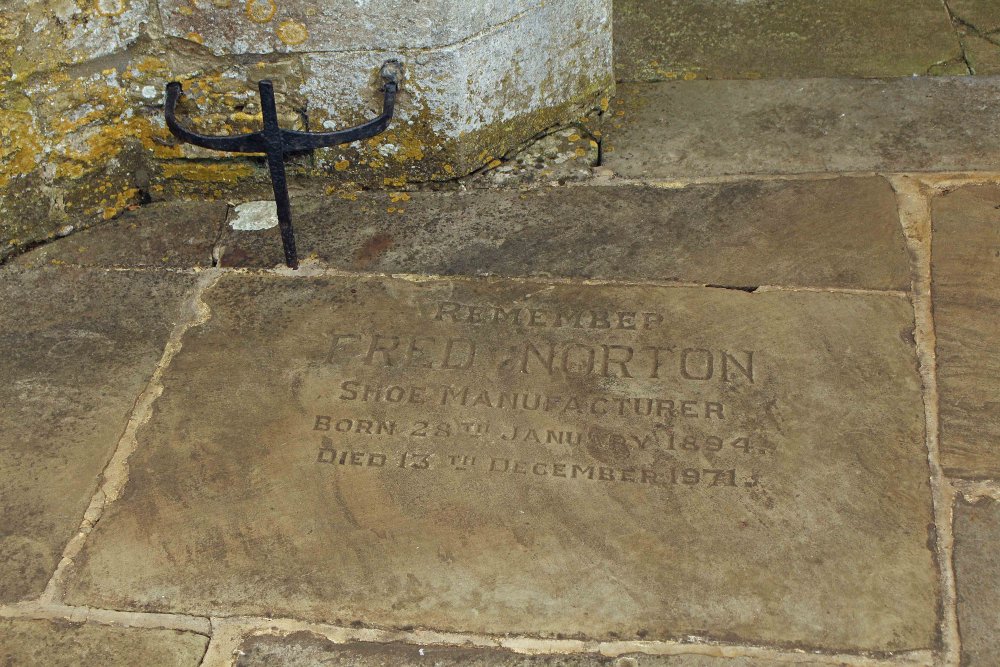 REMEMBER
FRED NORTON
SHOE MANUFACTURER
BORN 28TH JANUARY 1894.
DIED 13TH DECEMBER 1971.